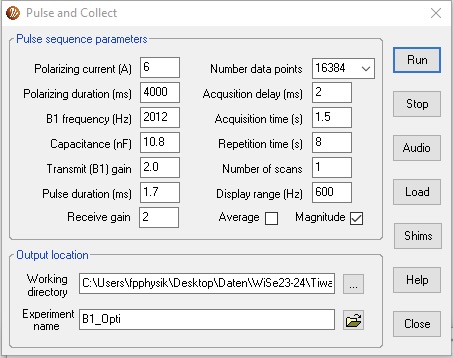 Pulse and Collect
Pulse sequence parameters
Polarizing current (A) 6 Number data points 16384
Polarizing duration (ms) 4000 Acqusition delay (ms) 2
B1 frequency (Hz) 2012 Acquisition time (s) 1.5
Capacitance (nF) 10.8 Repetition time (s) 8
Transmit (B1) gain 2.0 Number of scans 1
Pulse duration (ms) 1.7 Display range (Hz) 600
Receive gain 2 Average Magnitude
Run
Stop
Audio
Load
Shims
Help
Close
Output location
Working
directory
C:\Users\fpphysik\Desktop\Daten\WiSe23-24\Tiwa
...
Experiment
name
B1_Opti